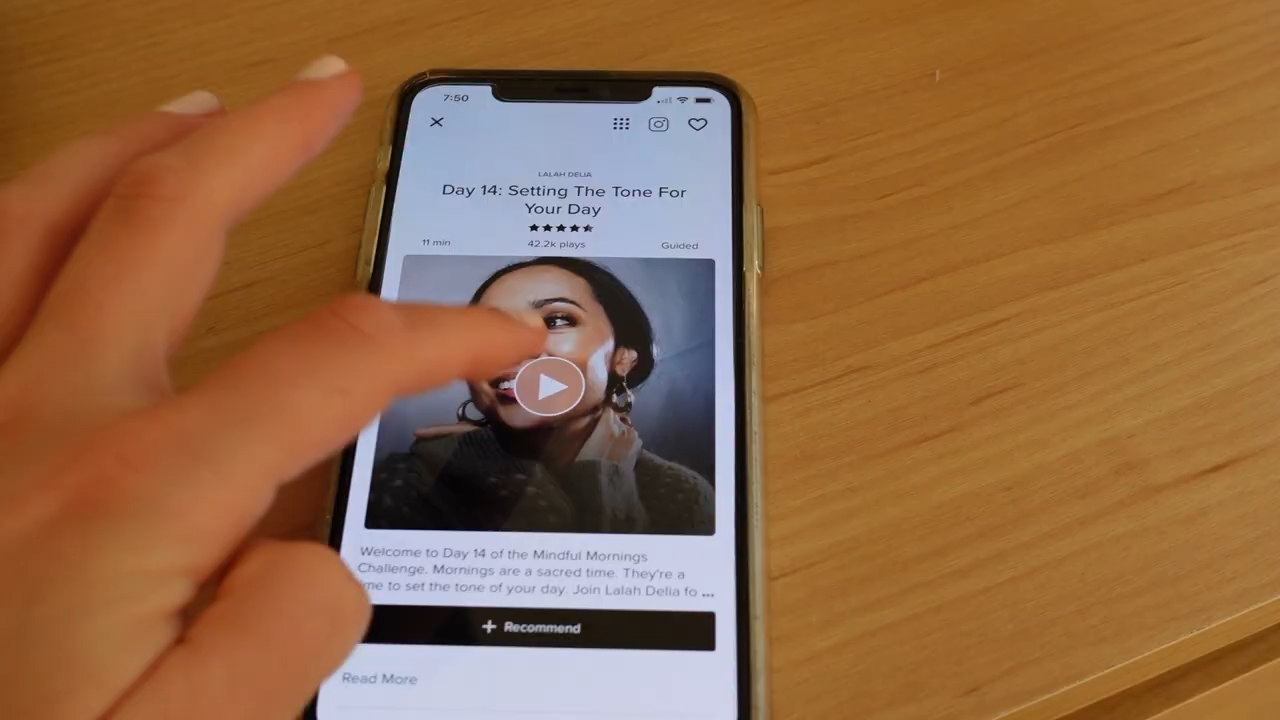 7:50
LALAH DELIA
Day 14: Setting The Tone For
Your Day
11 min 42.2k plays Guided
Welcome to Day 14 of the Mindful Mornings
Challenge. Mornings are a sacred time. They're a
me to set the tone of your day. Join Lalah Delia fo ...
+ Recommend
Read More